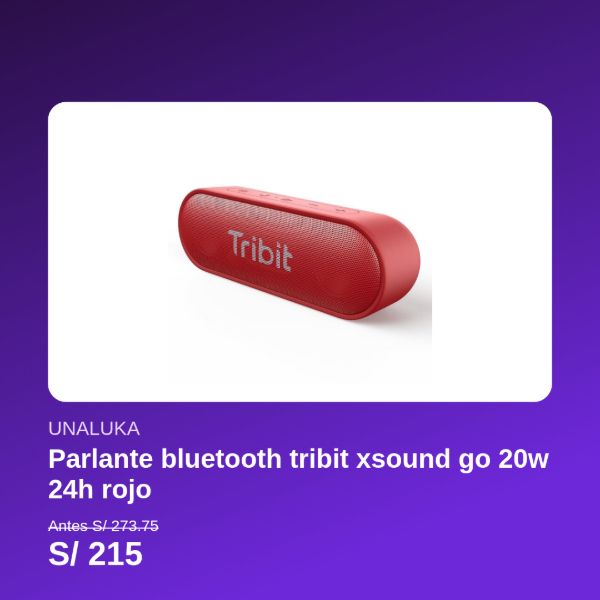 Tribit
UNALUKA
Parlante bluetooth tribit xsound go 20w
24h rojo
Antes S/ 273.75
S/ 215